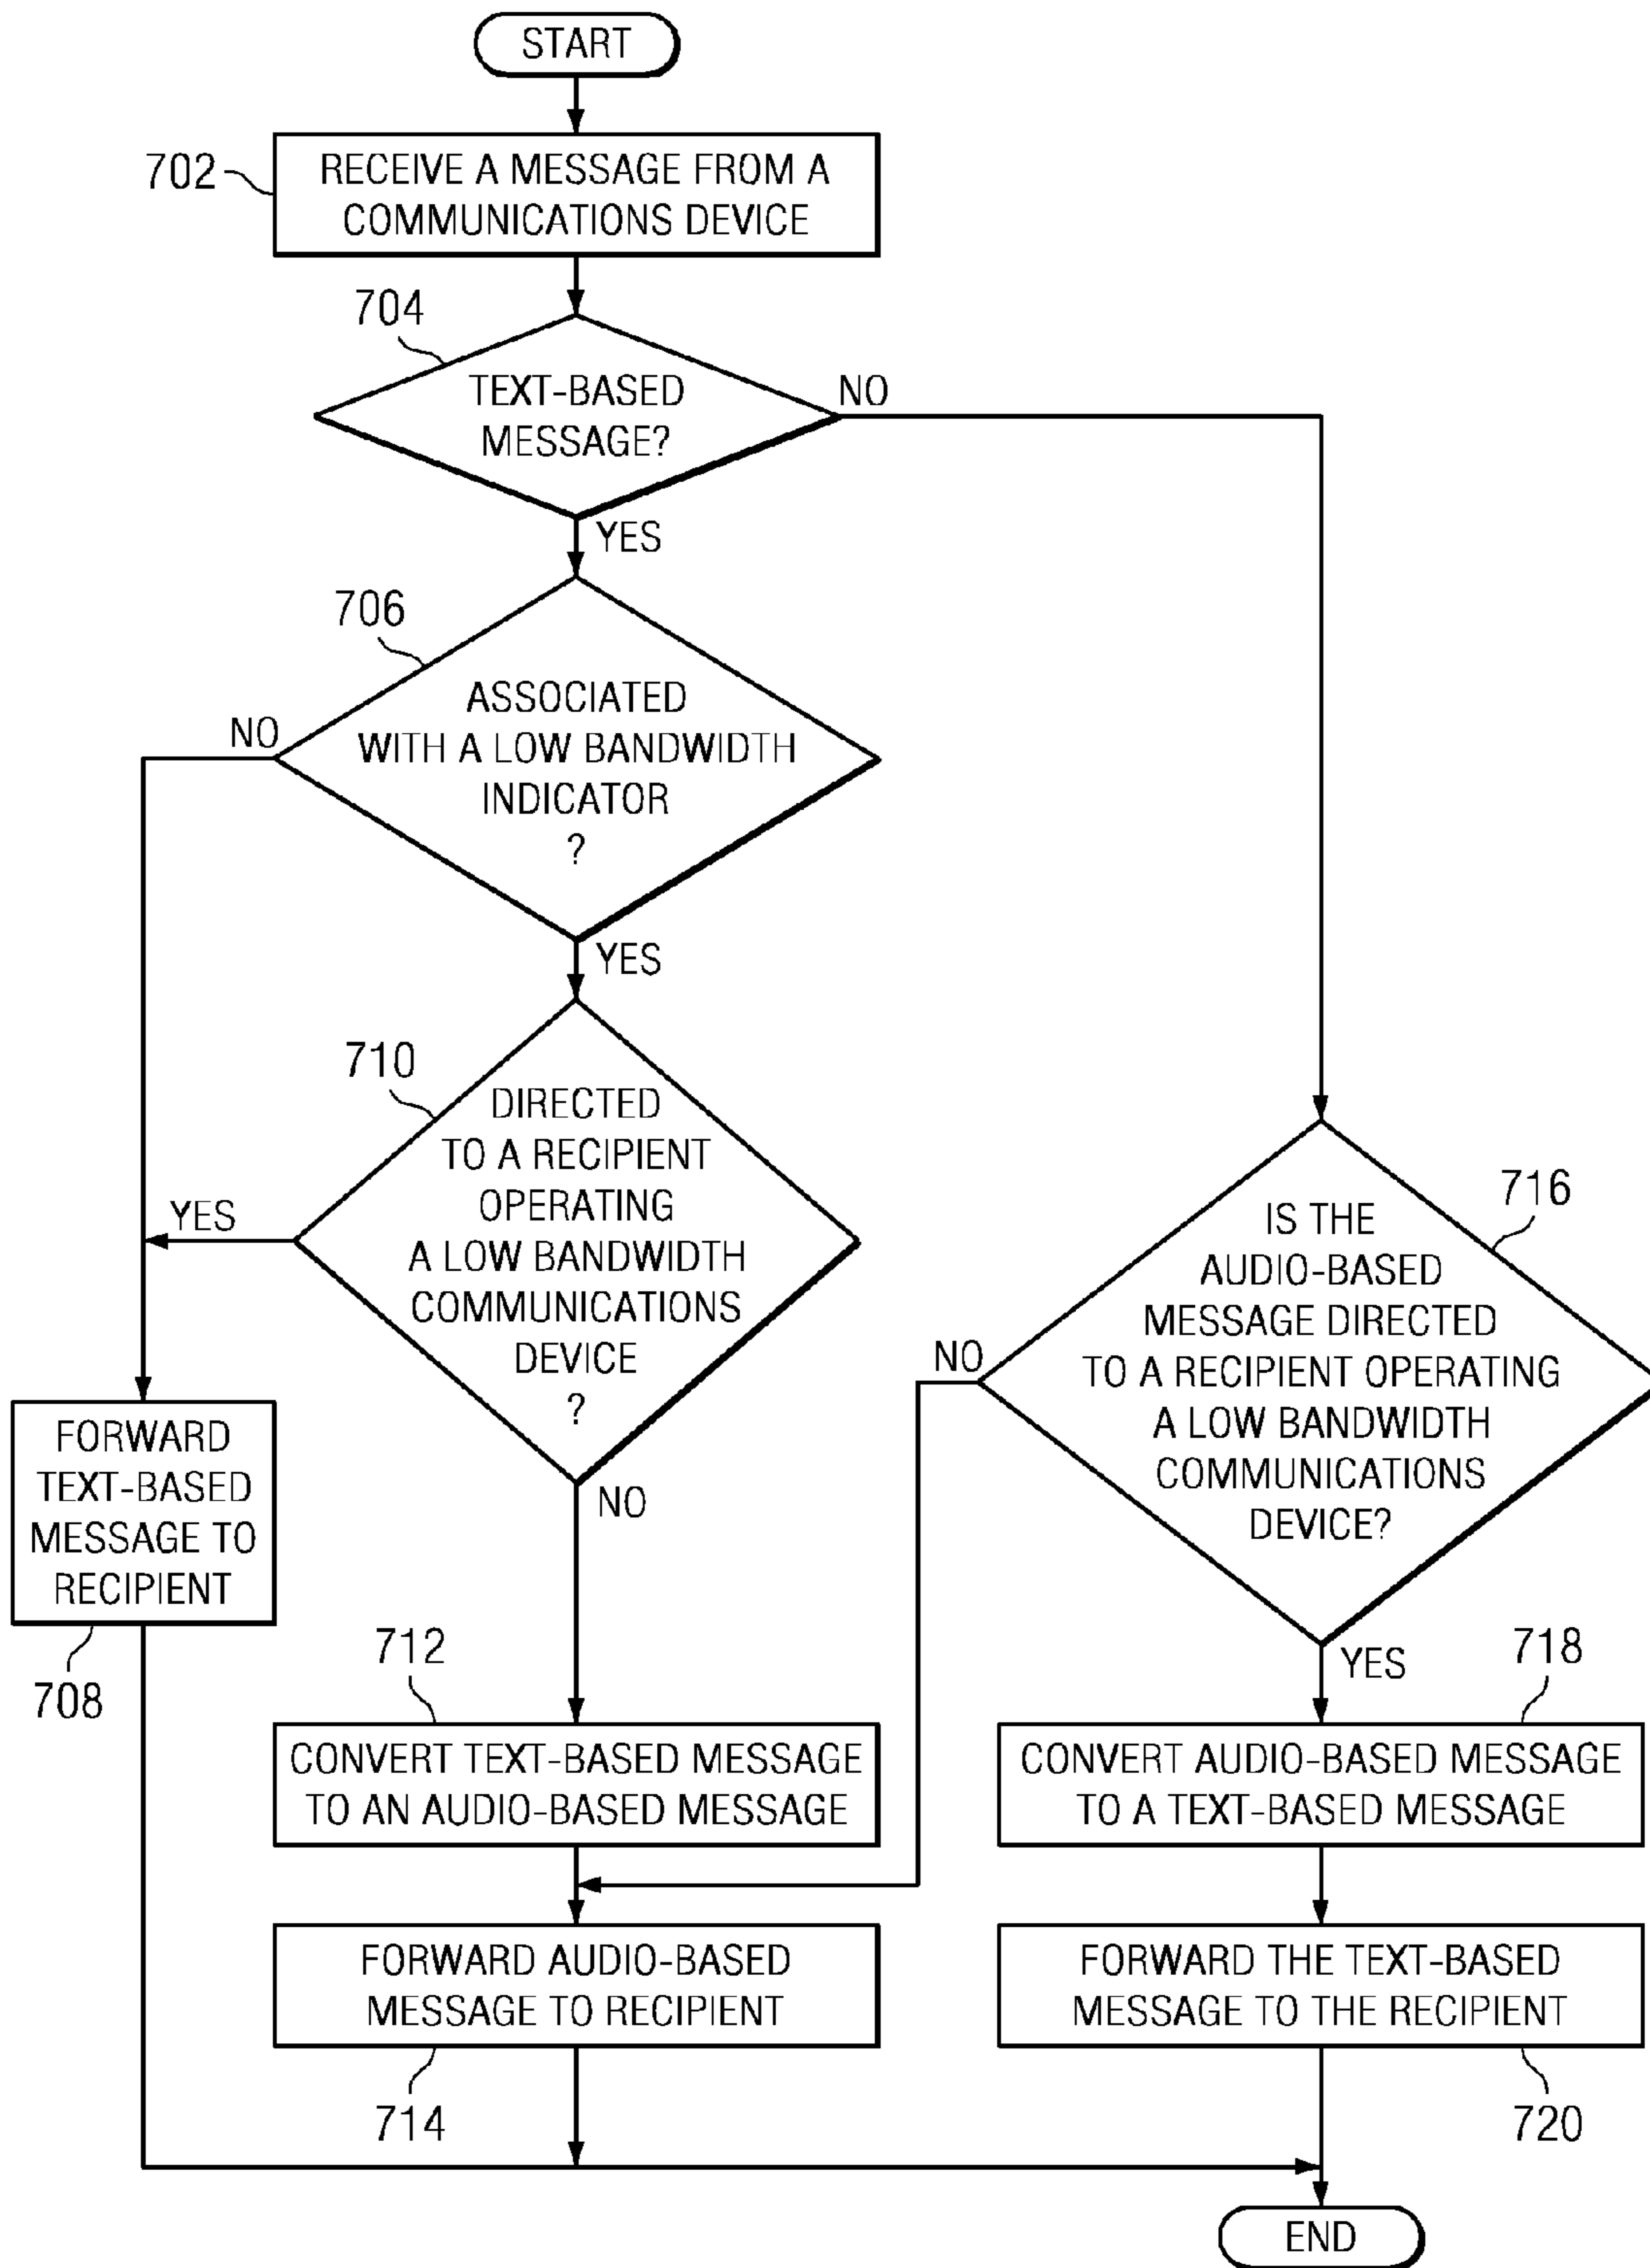 START
702
RECEIVE A MESSAGE FROM A
COMMUNICATIONS DEVICE
704
TEXT-BASED
MESSAGE?
NO
YES
706
ASSOCIATED
WITH A LOW BANDWIDTH
INDICATOR
?
NO
YES
710
DIRECTED
TO A RECIPIENT
OPERATING
A LOW BANDWIDTH
COMMUNICATIONS
DEVICE
?
YES
NO
716
IS THE
AUDIO-BASED
MESSAGE DIRECTED
TO A RECIPIENT OPERATING
A LOW BANDWIDTH
COMMUNICATIONS
DEVICE?
NO
YES
FORWARD
TEXT-BASED
MESSAGE TO
RECIPIENT
708
712
CONVERT TEXT-BASED MESSAGE
TO AN AUDIO-BASED MESSAGE
718
CONVERT AUDIO-BASED MESSAGE
TO A TEXT-BASED MESSAGE
FORWARD AUDIO-BASED
MESSAGE TO RECIPIENT
714
FORWARD THE TEXT-BASED
MESSAGE TO THE RECIPIENT
720
END